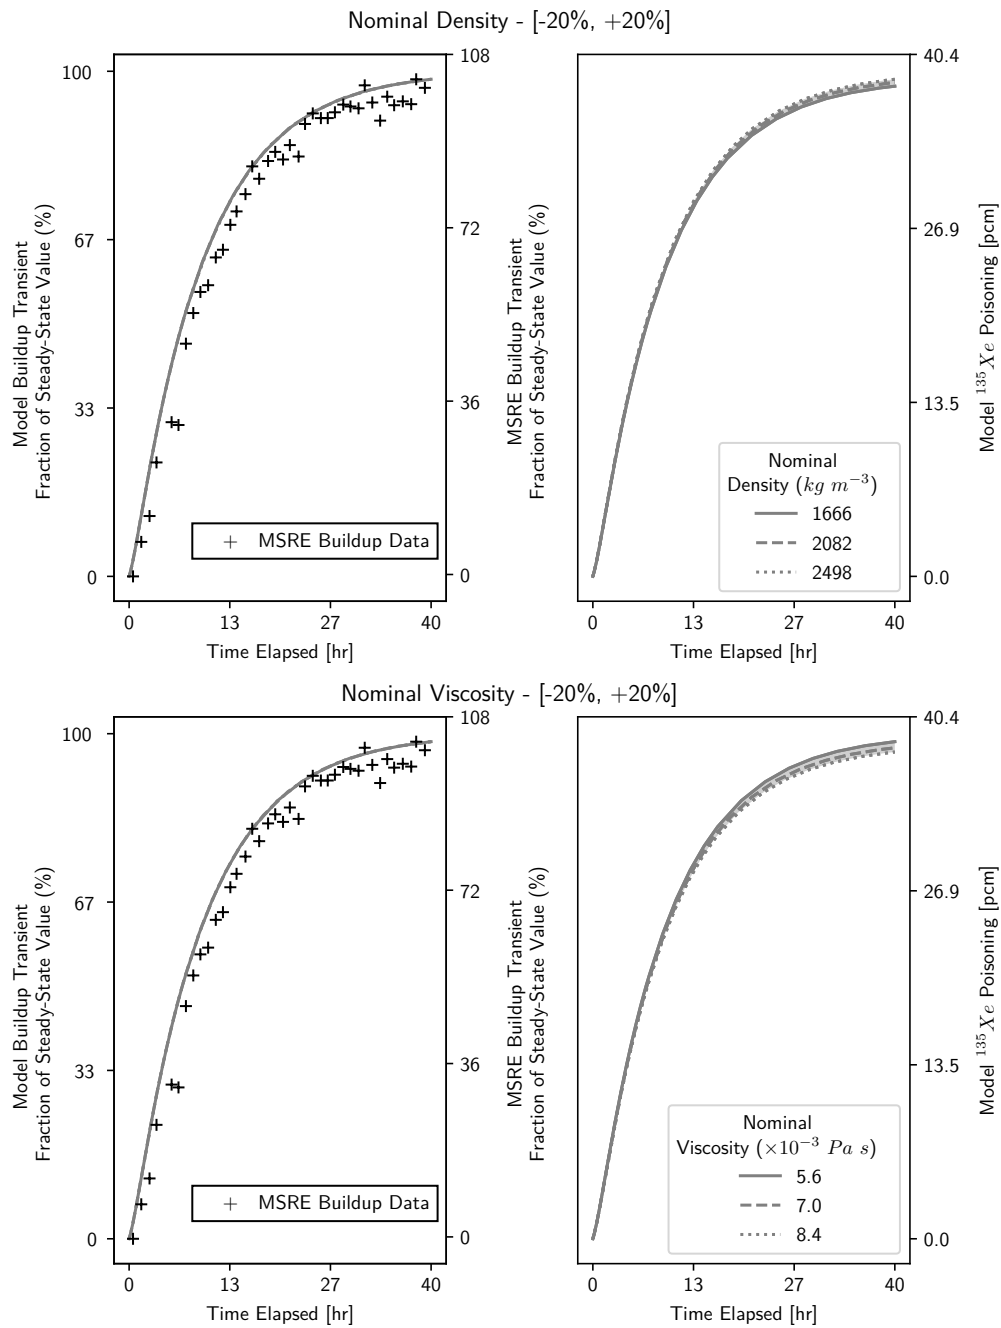 Nominal Density - [-20%, +20%]
Model Buildup Transient
Fraction of Steady-State Value (%)
100
67
33
0
108
72
36
0
MSRE Buildup Transient
Fraction of Steady-State Value (%)
MSRE Buildup Data
0
13
27
40
Time Elapsed [hr]
40.4
26.9
13.5
0.0
Model ¹³⁵Xe Poisoning [pcm]
Nominal
Density (kg m⁻³)
1666
2082
2498
0
13
27
40
Time Elapsed [hr]
Nominal Viscosity - [-20%, +20%]
Model Buildup Transient
Fraction of Steady-State Value (%)
100
67
33
0
108
72
36
0
MSRE Buildup Transient
Fraction of Steady-State Value (%)
MSRE Buildup Data
0
13
27
40
Time Elapsed [hr]
40.4
26.9
13.5
0.0
Model ¹³⁵Xe Poisoning [pcm]
Nominal
Viscosity (×10⁻³ Pa s)
5.6
7.0
8.4
0
13
27
40
Time Elapsed [hr]